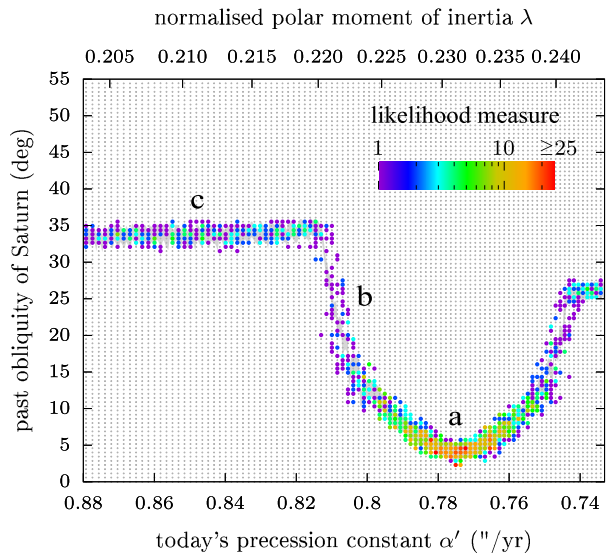 normalised polar moment of inertia λ
0.205 0.210 0.215 0.220 0.225 0.230 0.235 0.240
55
50
45
40
35
30
25
20
15
10
5
0
past obliquity of Saturn (deg)
likelihood measure
1 10 ≥25
c
b
a
0.88 0.86 0.84 0.82 0.8 0.78 0.76 0.74
today's precession constant α′ ("/yr)